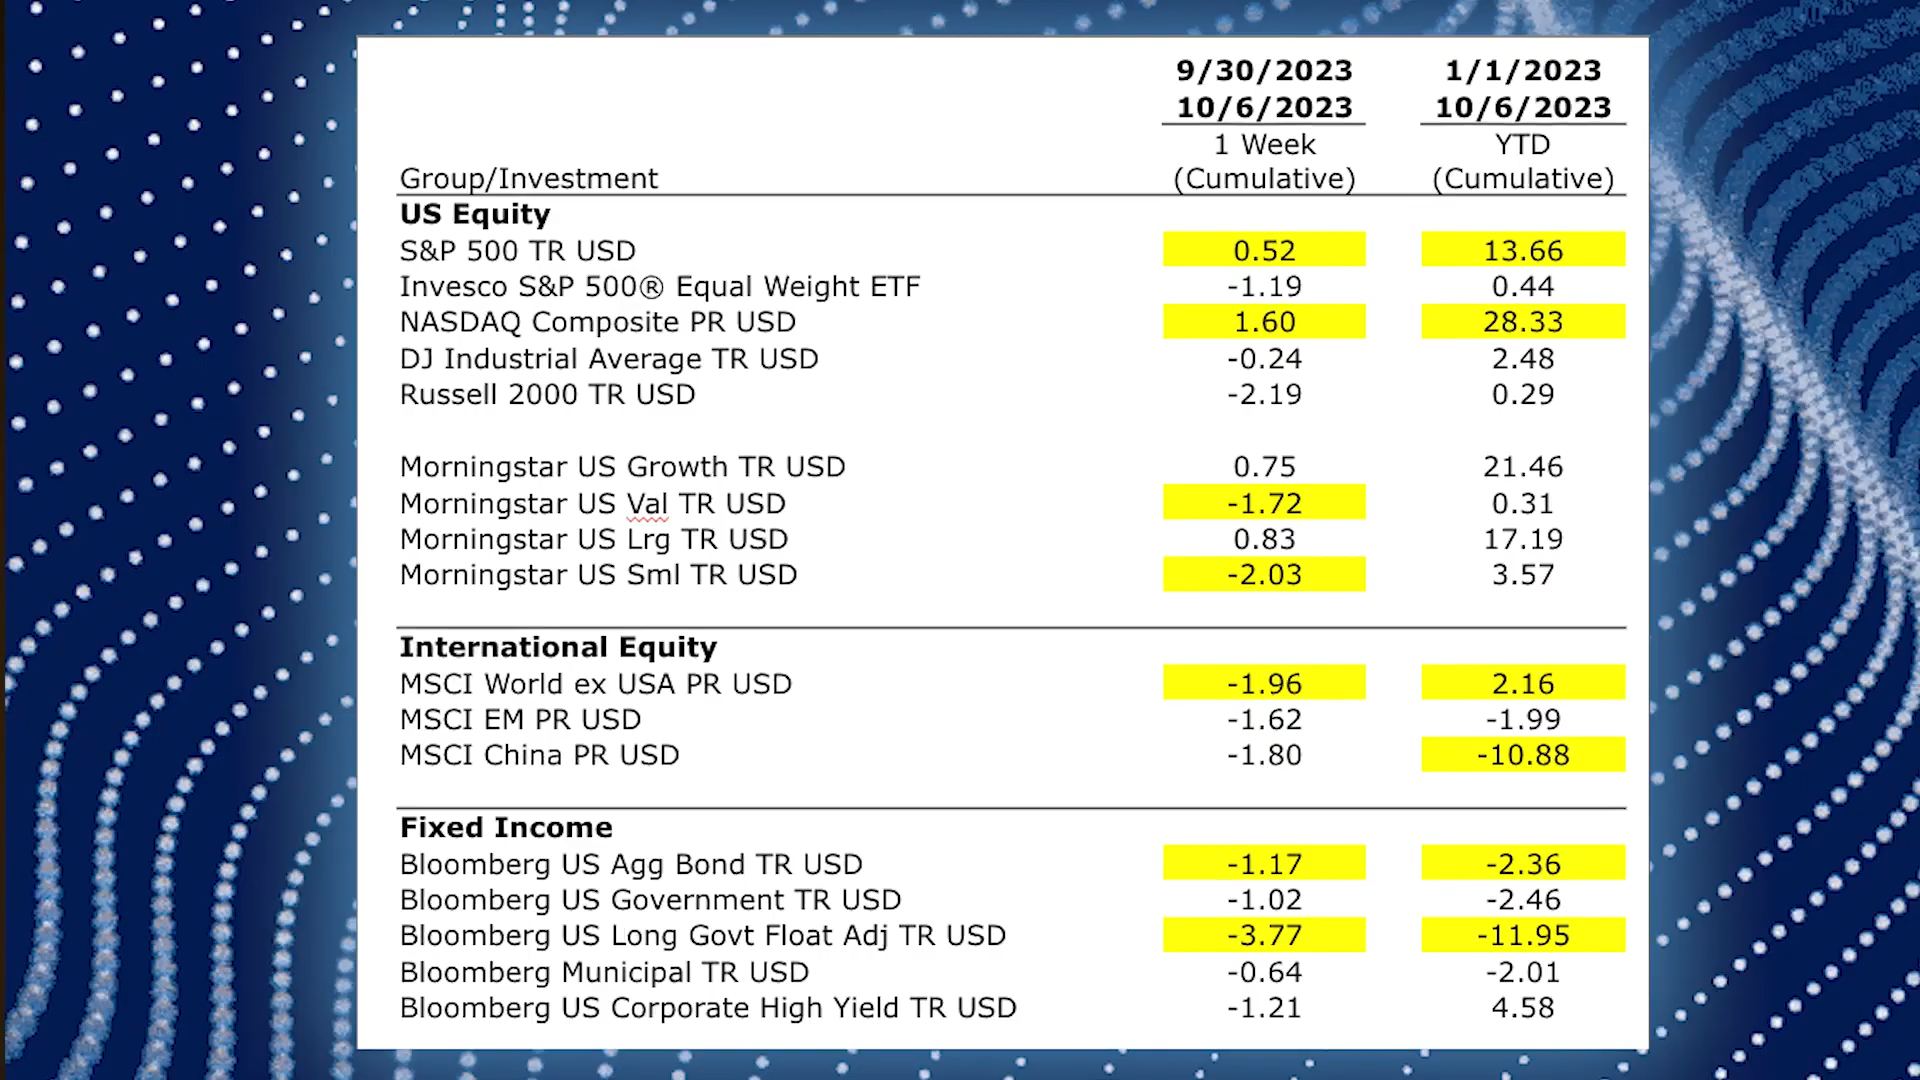 9/30/2023 1/1/2023
10/6/2023 10/6/2023
1 Week YTD
Group/Investment (Cumulative) (Cumulative)
US Equity
S&P 500 TR USD 0.52 13.66
Invesco S&P 500® Equal Weight ETF -1.19 0.44
NASDAQ Composite PR USD 1.60 28.33
DJ Industrial Average TR USD -0.24 2.48
Russell 2000 TR USD -2.19 0.29
Morningstar US Growth TR USD 0.75 21.46
Morningstar US Val TR USD -1.72 0.31
Morningstar US Lrg TR USD 0.83 17.19
Morningstar US Sml TR USD -2.03 3.57
International Equity
MSCI World ex USA PR USD -1.96 2.16
MSCI EM PR USD -1.62 -1.99
MSCI China PR USD -1.80 -10.88
Fixed Income
Bloomberg US Agg Bond TR USD -1.17 -2.36
Bloomberg US Government TR USD -1.02 -2.46
Bloomberg US Long Govt Float Adj TR USD -3.77 -11.95
Bloomberg Municipal TR USD -0.64 -2.01
Bloomberg US Corporate High Yield TR USD -1.21 4.58